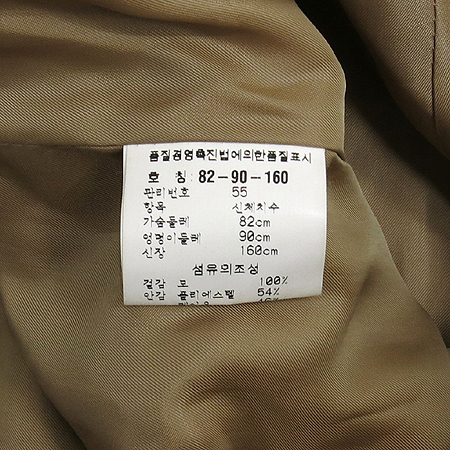 품질경영촉진법에의한품질표시
호 칭: 82-90-160
관리번호 55
항목 신체치수
가슴둘레 82cm
엉덩이둘레 90cm
신장 160cm
섬유의조성
겉감 100%
안감 폴리에스텔 54%